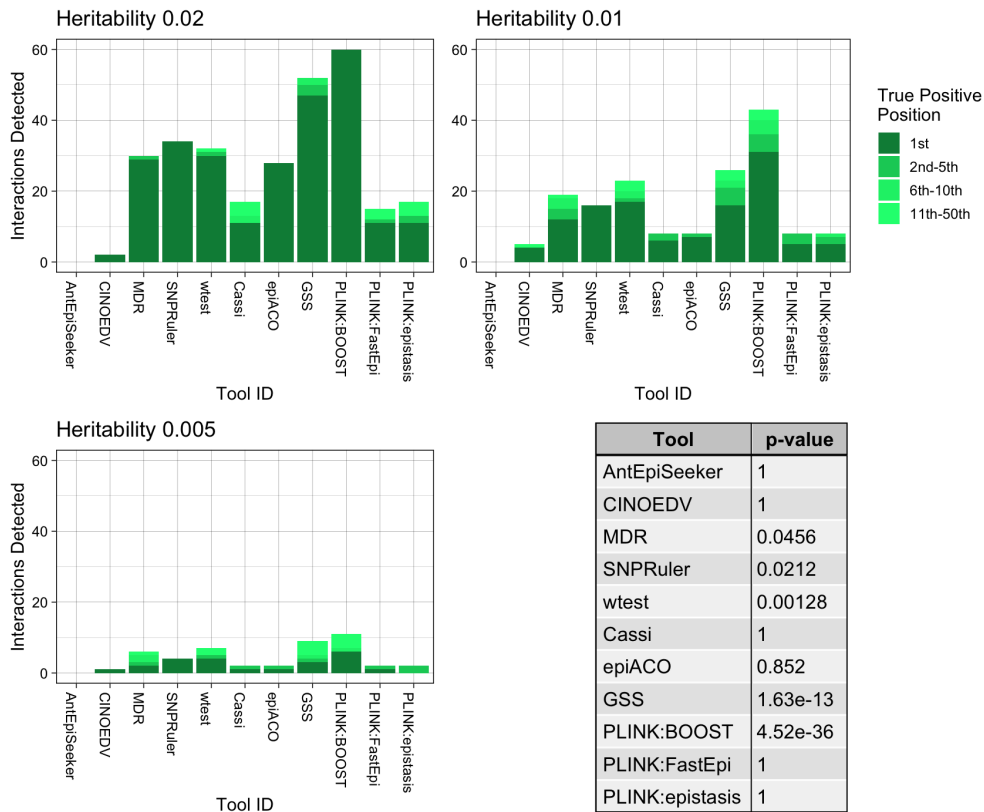 Heritability 0.02
Interactions Detected
60
40
20
0
AntEpiSeeker
CINOEDV
MDR
SNPRuler
wtest
Cassi
epiACO
GSS
PLINK:BOOST
PLINK:FastEpi
PLINK:epistasis
Tool ID
Heritability 0.01
60
40
20
0
AntEpiSeeker
CINOEDV
MDR
SNPRuler
wtest
Cassi
epiACO
GSS
PLINK:BOOST
PLINK:FastEpi
PLINK:epistasis
Tool ID
True Positive
Position
1st
2nd-5th
6th-10th
11th-50th
Heritability 0.005
Interactions Detected
60
40
20
0
AntEpiSeeker
CINOEDV
MDR
SNPRuler
wtest
Cassi
epiACO
GSS
PLINK:BOOST
PLINK:FastEpi
PLINK:epistasis
Tool ID
Tool p-value
AntEpiSeeker 1
CINOEDV 1
MDR 0.0456
SNPRuler 0.0212
wtest 0.00128
Cassi 1
epiACO 0.852
GSS 1.63e-13
PLINK:BOOST 4.52e-36
PLINK:FastEpi 1
PLINK:epistasis 1